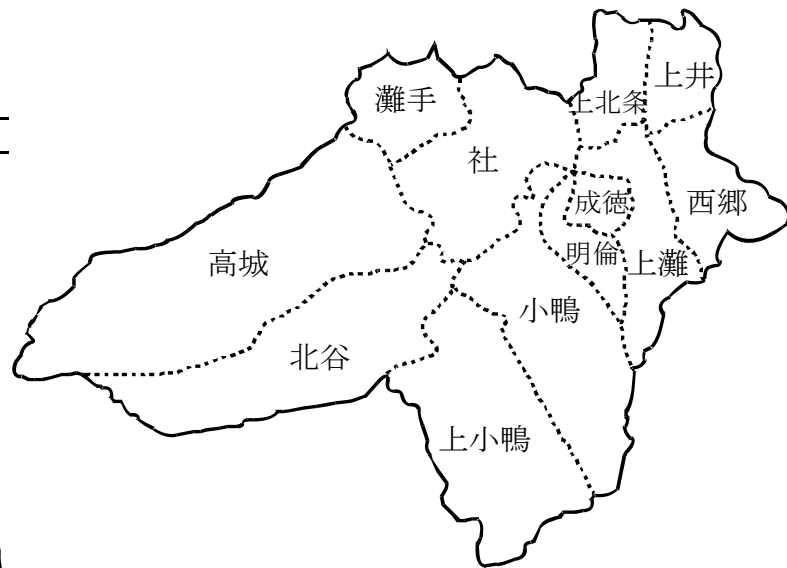 上井
灘手
上北条
社
成徳
西郷
明倫
高城
上灘
小鴨
北谷
上小鴨